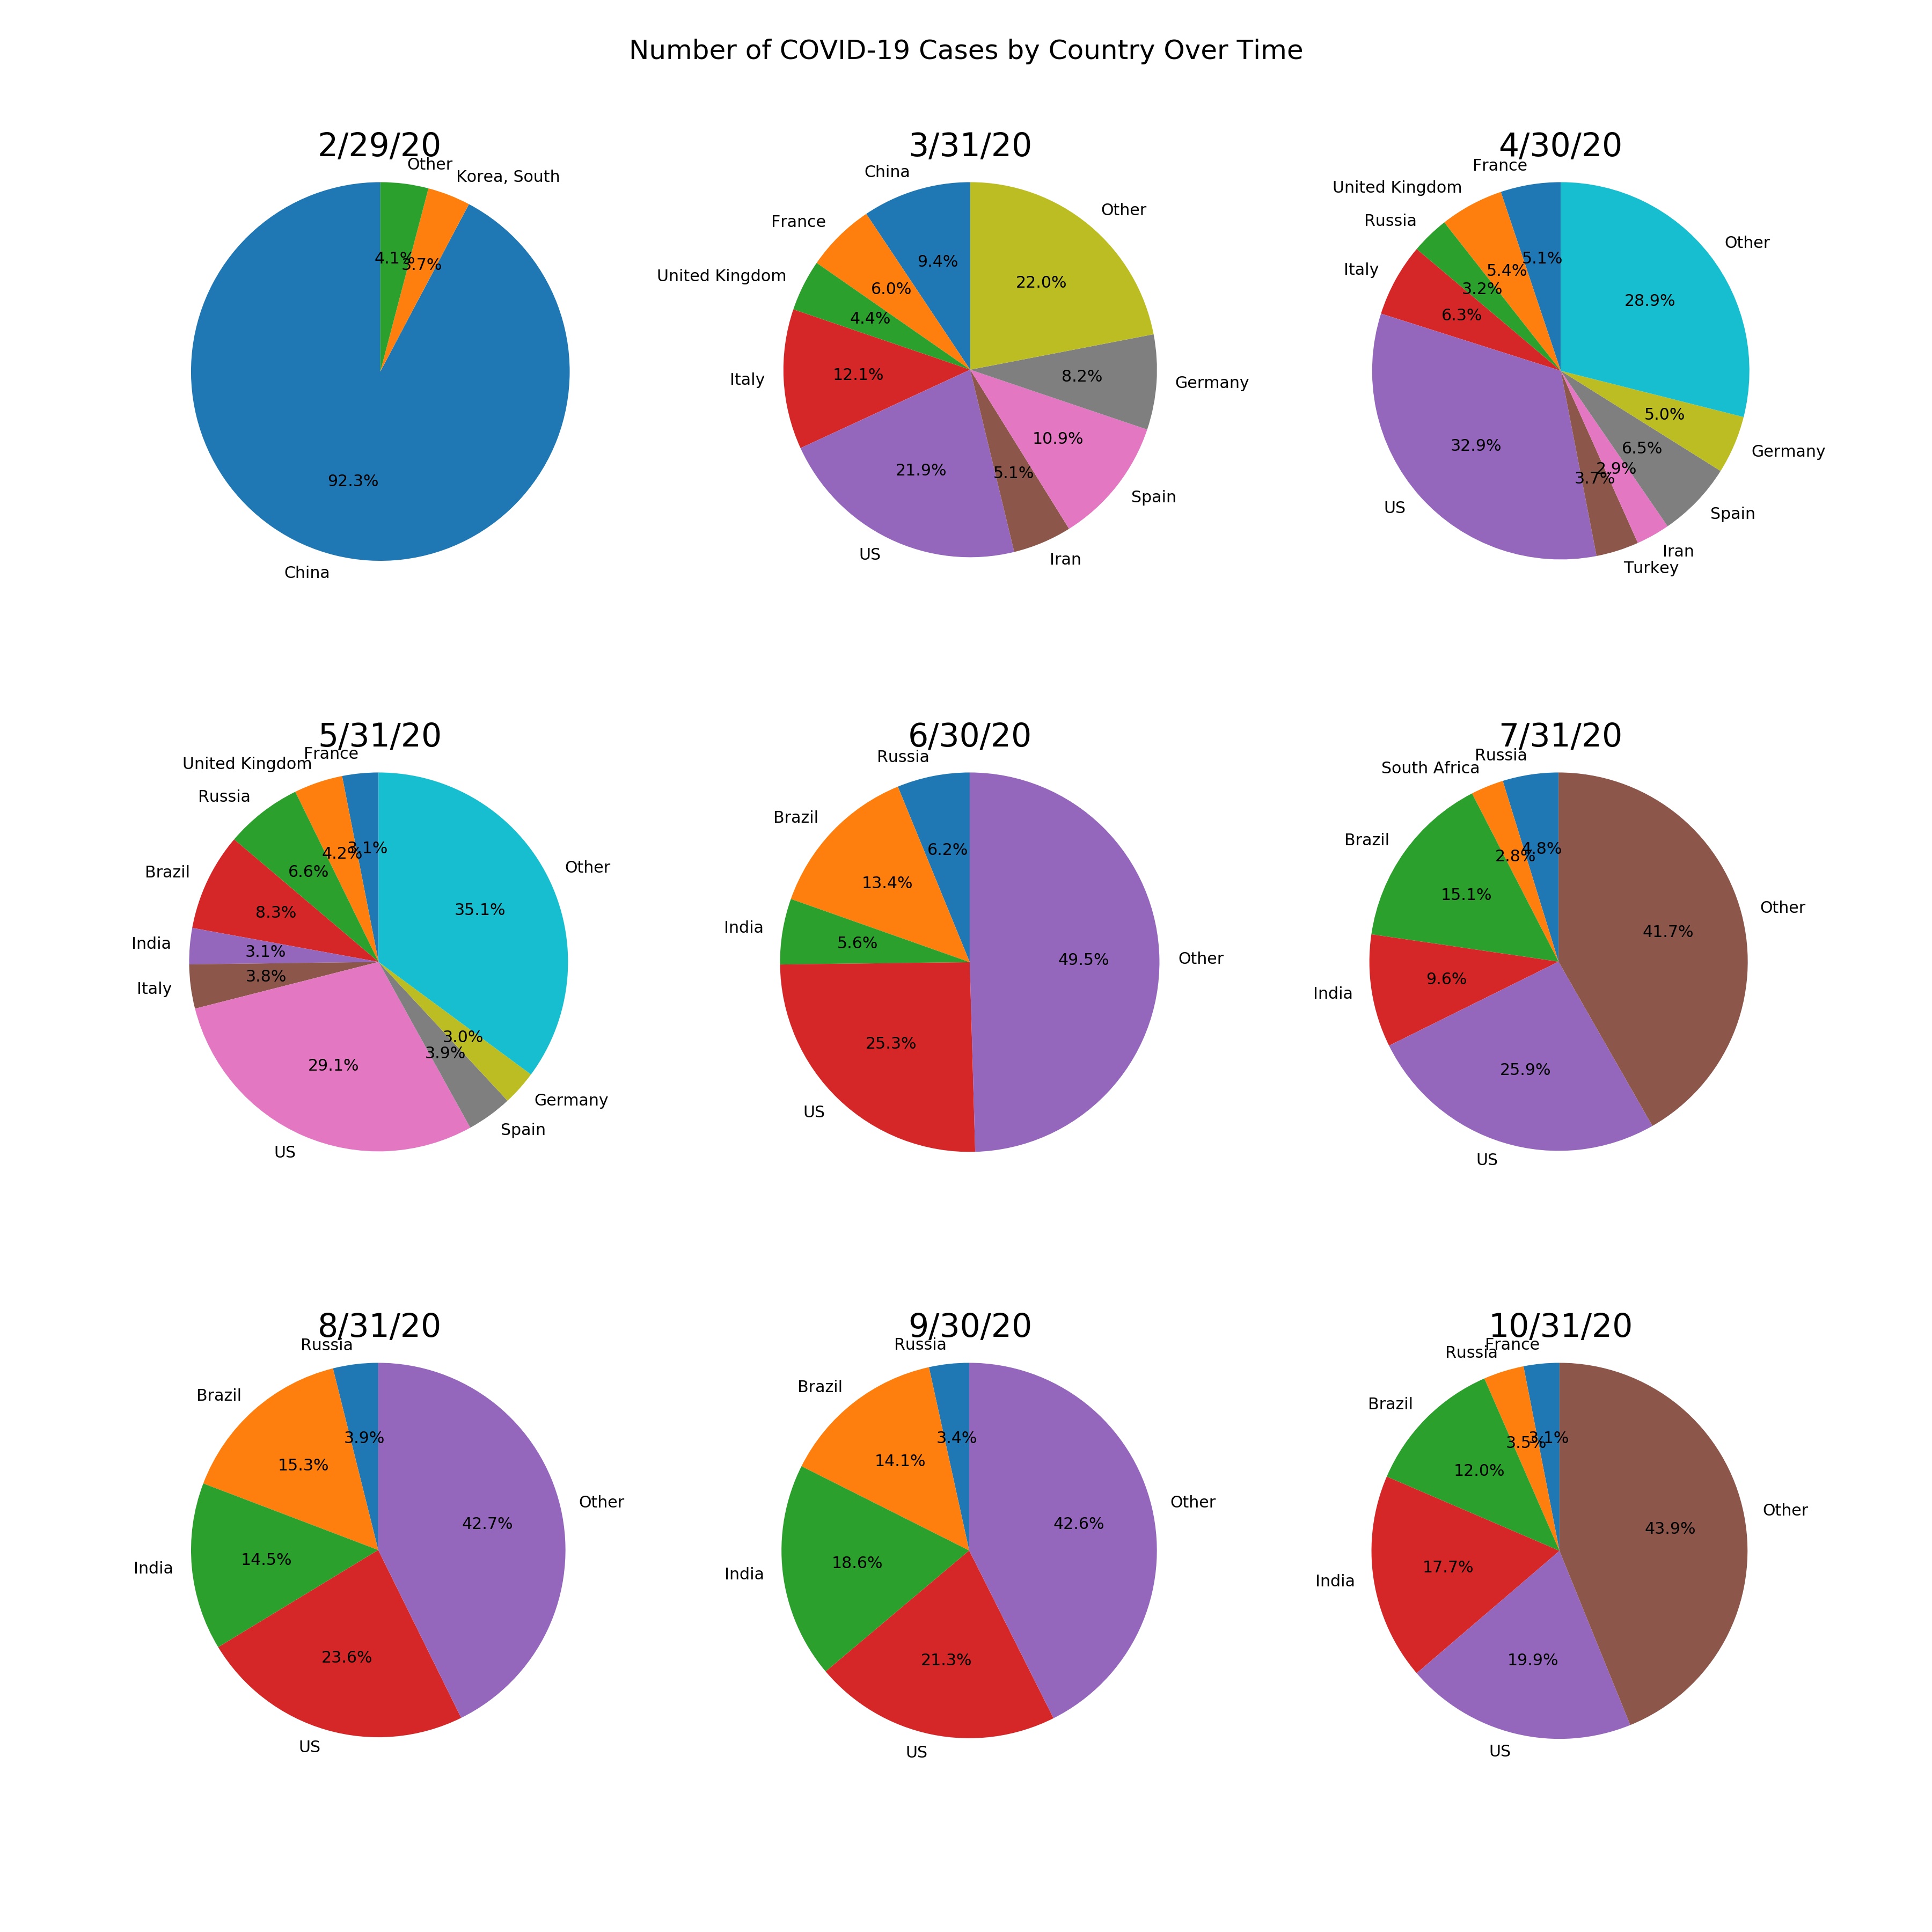 Number of COVID-19 Cases by Country Over Time
2/29/20
Other
Korea, South
4.1%
3.7%
92.3%
China
3/31/20
China
Other
France
United Kingdom
Italy
US
Iran
Spain
Germany
9.4%
22.0%
6.0%
4.4%
12.1%
8.2%
10.9%
21.9%
5.1%
4/30/20
France
United Kingdom
Russia
Italy
US
Turkey
Iran
Spain
Germany
Other
5.1%
5.4%
3.2%
6.3%
32.9%
3.7%
2.9%
6.5%
5.0%
28.9%
5/31/20
France
United Kingdom
Russia
Brazil
India
Italy
US
Spain
Germany
Other
3.1%
4.2%
6.6%
8.3%
3.1%
3.8%
29.1%
3.9%
3.0%
35.1%
6/30/20
Russia
Brazil
India
US
Other
6.2%
13.4%
5.6%
25.3%
49.5%
7/31/20
Russia
South Africa
Brazil
India
US
Other
4.8%
2.8%
15.1%
9.6%
25.9%
41.7%
8/31/20
Russia
Brazil
India
US
Other
3.9%
15.3%
14.5%
23.6%
42.7%
9/30/20
Russia
Brazil
India
US
Other
3.4%
14.1%
18.6%
21.3%
42.6%
10/31/20
France
Russia
Brazil
India
US
Other
3.1%
3.5%
12.0%
17.7%
19.9%
43.9%